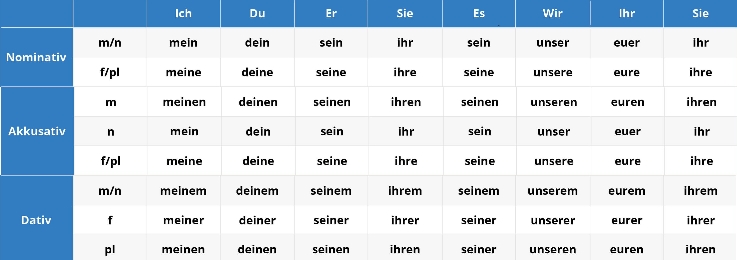 Ich Du Er Sie Es Wir Ihr Sie
Nominativ m/n mein dein sein ihr sein unser euer ihr
f/pl meine deine seine ihre seine unsere eure ihre
Akkusativ m meinen deinen seinen ihren seinen unseren euren ihren
n mein dein sein ihr sein unser euer ihr
f/pl meine deine seine ihre seine unsere eure ihre
Dativ m/n meinem deinem seinem ihrem seinem unserem eurem ihrem
f meiner deiner seiner ihrer seiner unserer eurer ihrer
pl meinen deinen seinen ihren seiner unseren euren ihren